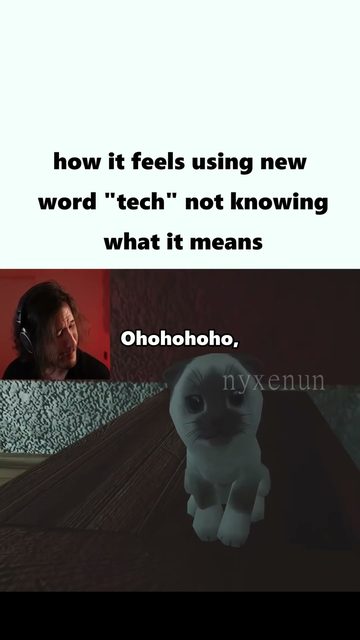 how it feels using new
word "tech" not knowing
what it means
Ohohohoho,
nyxenun